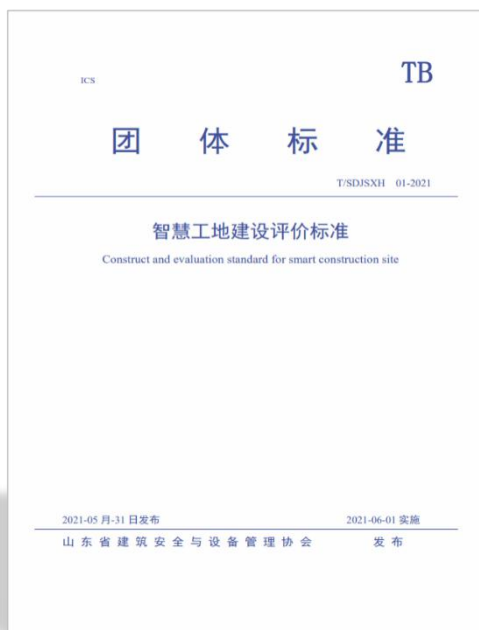 ICS
TB
团 体 标 准
T/SDJSXH 01-2021
智慧工地建设评价标准
Construct and evaluation standard for smart construction site
2021-05 月-31 日发布 2021-06-01 实施
山东省建筑安全与设备管理协会 发布